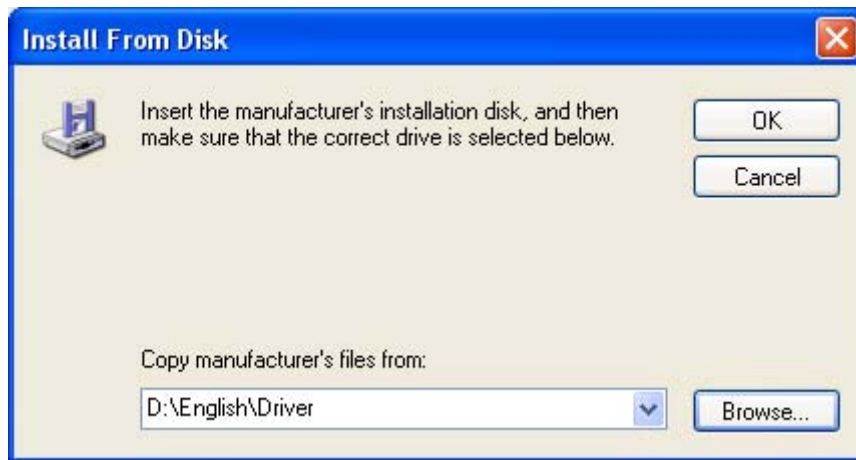 Install From Disk
Insert the manufacturer's installation disk, and then
make sure that the correct drive is selected below.
OK
Cancel
Copy manufacturer's files from:
D:\English\Driver
Browse...